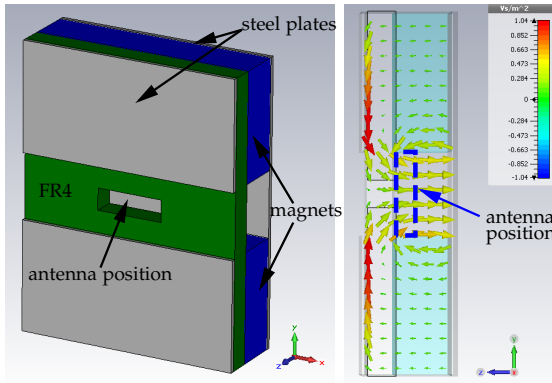 steel plates
FR4
magnets
antenna position
y
z
x
Vs/m^2
1.04
0.852
0.663
0.473
0.284
0
-0.284
-0.473
-0.663
-0.852
-1.04
antenna
position
y
z
x